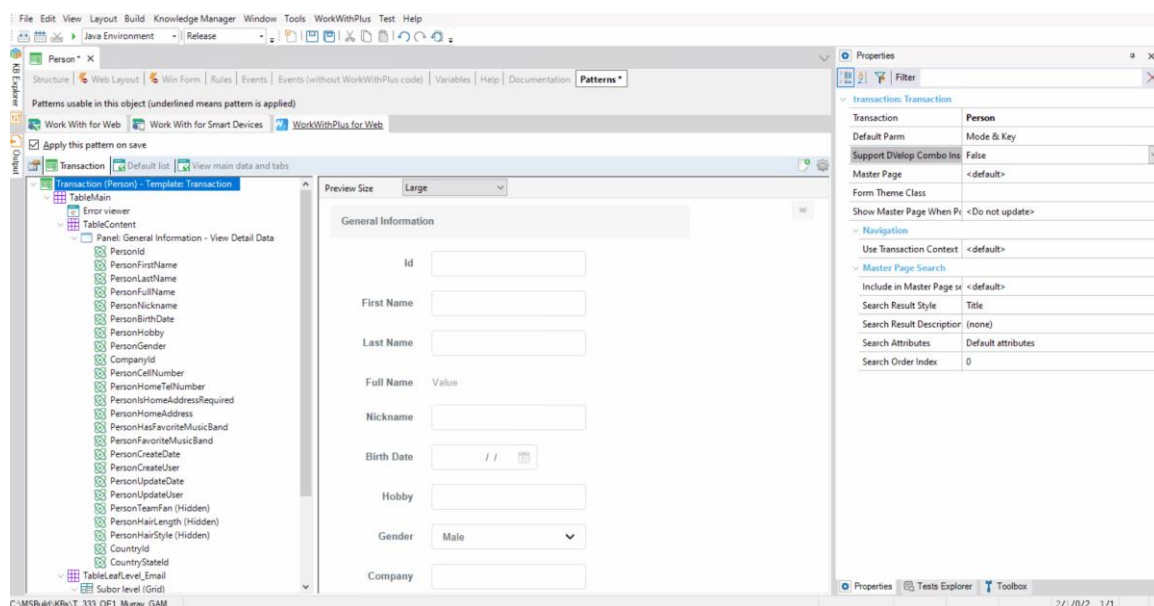 File Edit View Layout Build Knowledge Manager Window Tools WorkWithPlus Test Help
Java Environment Release
Person* X
Structure | Web Layout | Win Form | Rules | Events | Events (without WorkWithPlus code) | Variables | Help | Documentation Patterns*
Patterns usable in this object (underlined means pattern is applied)
Work With for Web Work With for Smart Devices WorkWithPlus for Web
Apply this pattern on save
Transaction Default list View main data and tabs
KB Explorer
Output
Transaction (Person) - Template: Transaction
TableMain
Error viewer
TableContent
Panel: General Information - View Detail Data
PersonId
PersonFirstName
PersonLastName
PersonFullName
PersonNickname
PersonBirthDate
PersonHobby
PersonGender
CompanyId
PersonCellNumber
PersonHomeTelNumber
PersonIsHomeAddressRequired
PersonHomeAddress
PersonHasFavoriteMusicBand
PersonFavoriteMusicBand
PersonCreateDate
PersonCreateUser
PersonUpdateDate
PersonUpdateUser
PersonTeamFan (Hidden)
PersonHairLength (Hidden)
PersonHairStyle (Hidden)
CountryId
CountryStateId
TableLeafLevel_Email
Subor level (Grid)
Preview Size Large
General Information
Id
First Name
Last Name
Full Name Value
Nickname
Birth Date / /
Hobby
Gender Male
Company
Properties
Filter
transaction: Transaction
Transaction Person
Default Parm Mode & Key
Support DVelop Combo Ins False
Master Page <default>
Form Theme Class
Show Master Page When Po <Do not update>
Navigation
Use Transaction Context <default>
Master Page Search
Include in Master Page se <default>
Search Result Style Title
Search Result Description (none)
Search Attributes Default attributes
Search Order Index 0
Properties Tests Explorer Toolbox